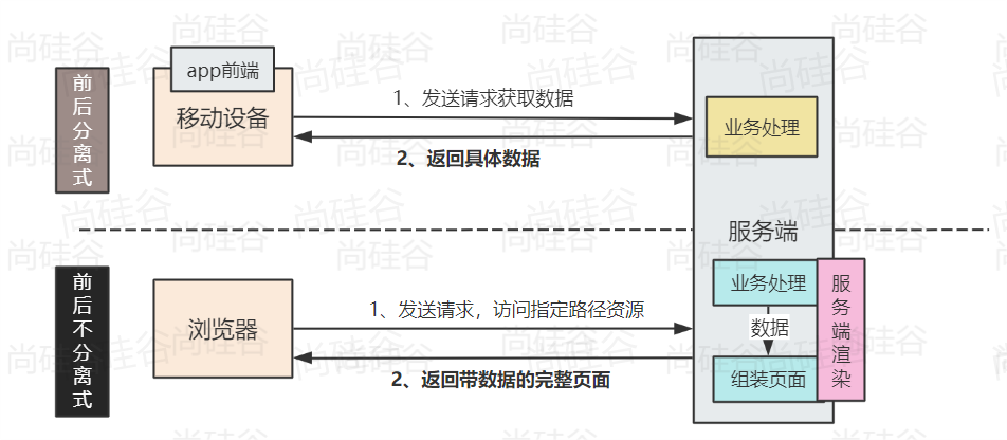 前后分离式
app前端
移动设备
1、发送请求获取数据
2、返回具体数据
业务处理
服务端
前后不分离式
浏览器
1、发送请求，访问指定路径资源
2、返回带数据的完整页面
业务处理
数据
组装页面
服务端渲染
尚硅谷